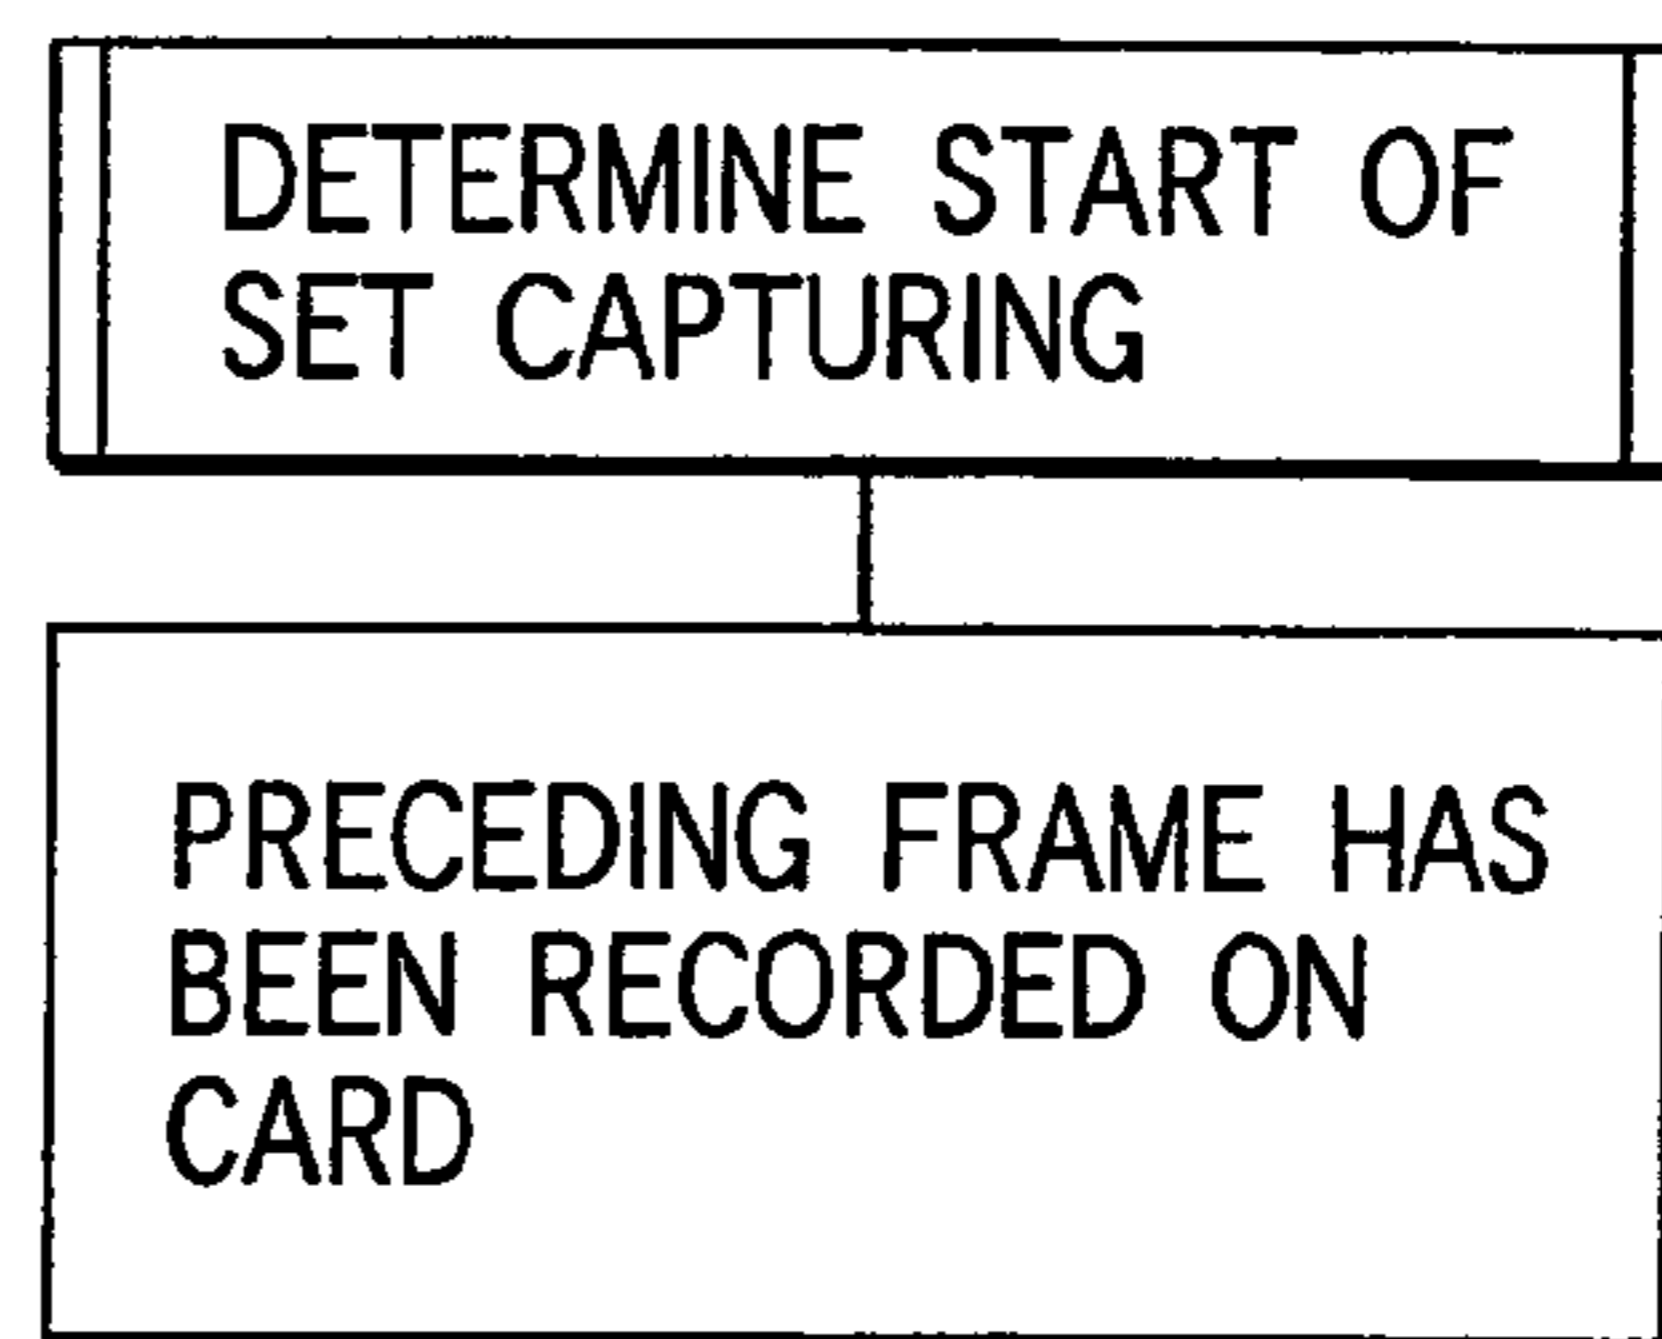 DETERMINE START OF
SET CAPTURING
PRECEDING FRAME HAS
BEEN RECORDED ON
CARD